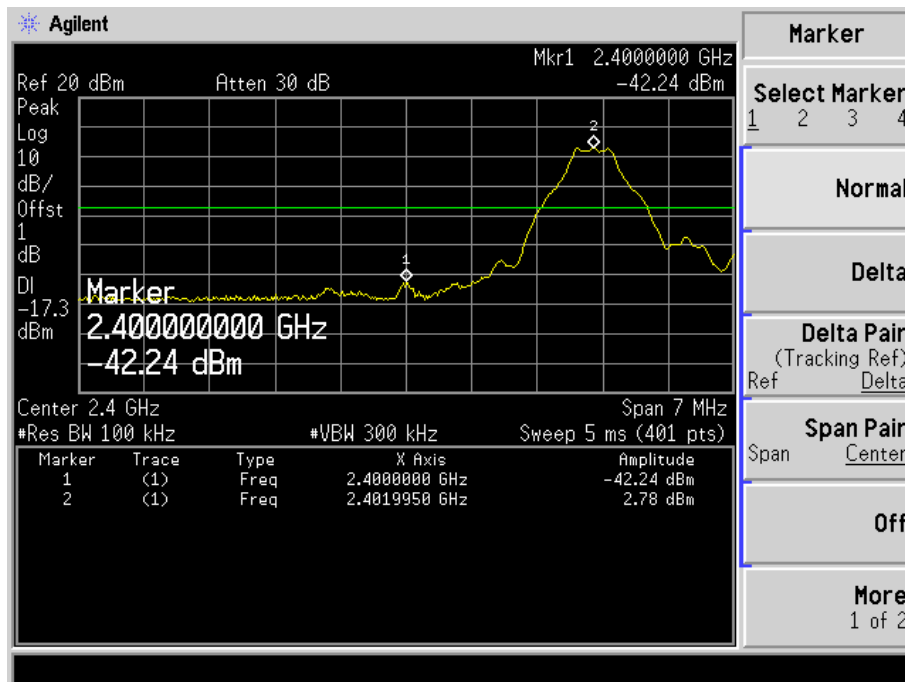 Agilent
Marker
Mkr1 2.4000000 GHz
Ref 20 dBm Atten 30 dB -42.24 dBm
Peak
Log
10
dB/
Offst
1
dB
DI
-17.3
dBm
2
1
Marker
2.400000000 GHz
-42.24 dBm
Center 2.4 GHz Span 7 MHz
#Res BW 100 kHz #VBW 300 kHz Sweep 5 ms (401 pts)
Marker Trace Type X Axis Amplitude
1 (1) Freq 2.4000000 GHz -42.24 dBm
2 (1) Freq 2.4019950 GHz 2.78 dBm
Select Marker
1 2 3 4
Normal
Delta
Delta Pair
(Tracking Ref)
Ref Delta
Span Pair
Span Center
Off
More
1 of 2